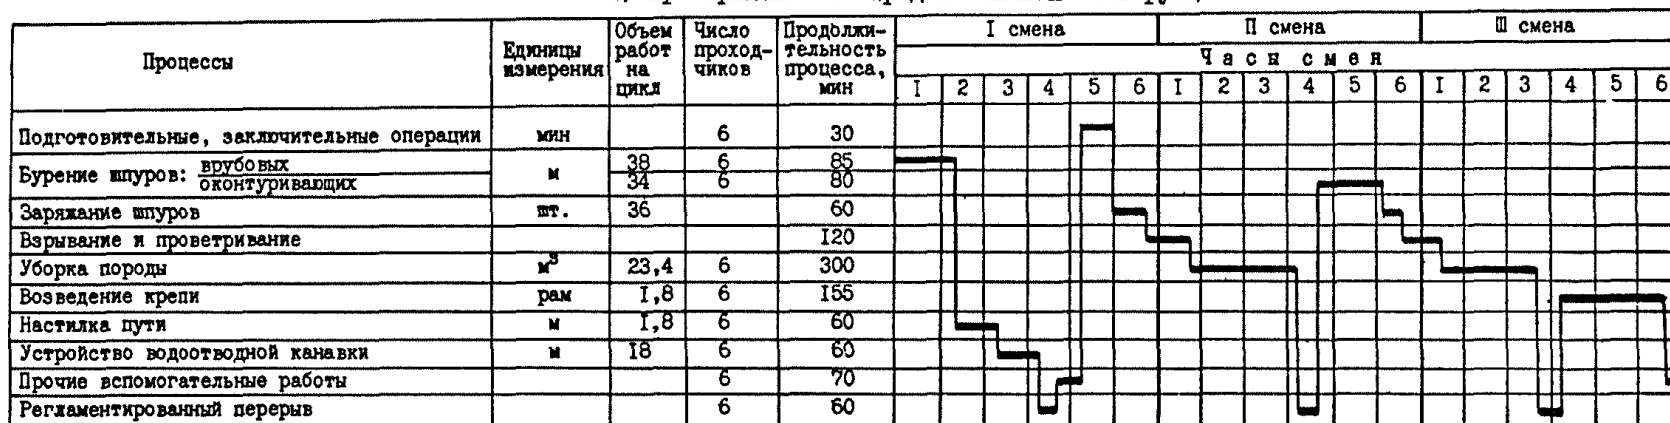 Процессы
Единицы измерения
Объем работ на цикл
Число проход-чиков
Продолжи-тельность процесса, мин
I смена II смена III смена
Часы смен
I 2 3 4 5 6 I 2 3 4 5 6 I 2 3 4 5 6
Подготовительные, заключительные операции мин 6 30
Бурение шпуров: врубовых м 38 6 85
оконтуривающих 34 6 80
Заряжание шпуров шт. 36 60
Взрывание и проветривание I20
Уборка породы м³ 23,4 6 300
Возведение крепи рам I,8 6 I55
Настилка пути м I,8 6 60
Устройство водоотводной канавки м I8 6 60
Прочие вспомогательные работы 6 70
Регламентированный перерыв 6 60